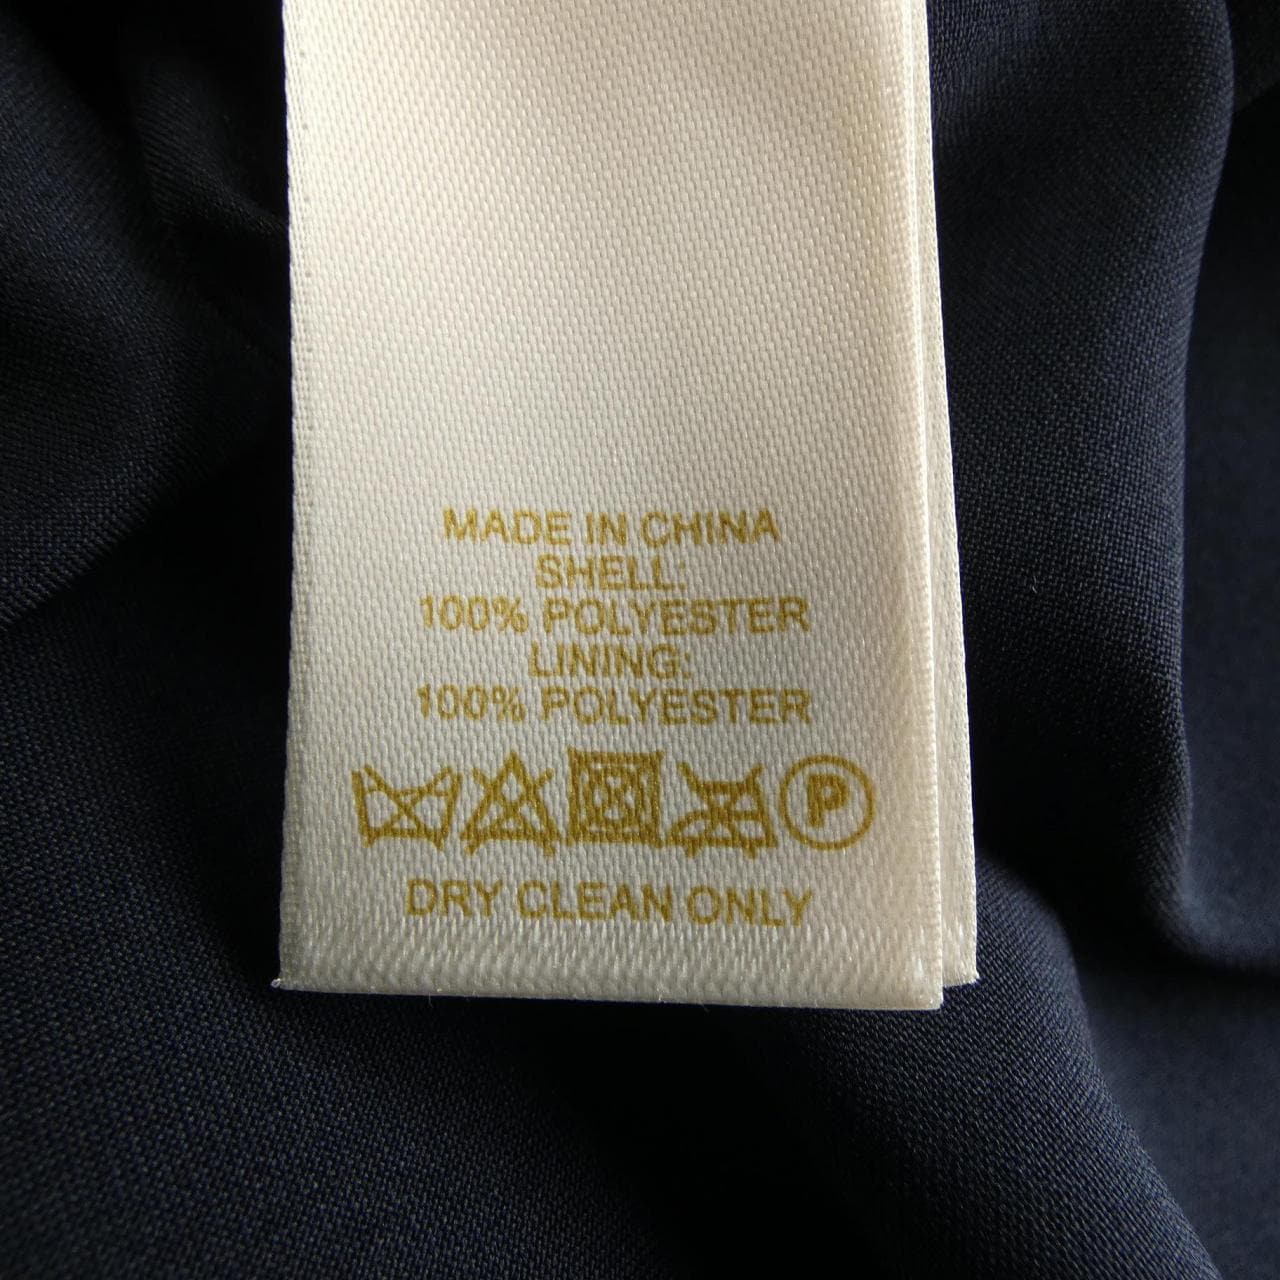 MADE IN CHINA
SHELL:
100% POLYESTER
LINING:
100% POLYESTER
P
DRY CLEAN ONLY